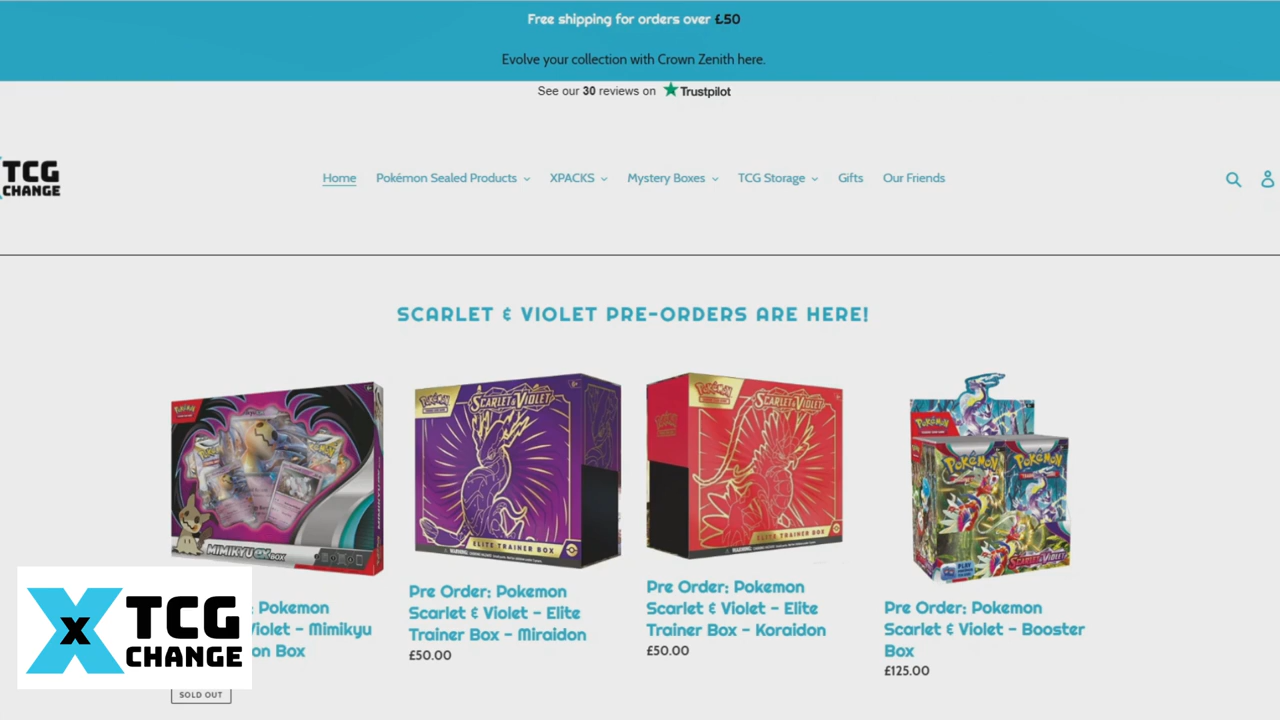 Free shipping for orders over £50
Evolve your collection with Crown Zenith here.
See our 30 reviews on Trustpilot
TCG
CHANGE
Home Pokémon Sealed Products XPACKS Mystery Boxes TCG Storage Gifts Our Friends
SCARLET & VIOLET PRE-ORDERS ARE HERE!
Pokémon
MIMIKYU ex BOX
Pokémon
SCARLET & VIOLET
ELITE TRAINER BOX
Pokémon
SCARLET & VIOLET
ELITE TRAINER BOX
Pokémon
Pokémon Pokémon
SCARLET & VIOLET
Pokemon
Violet - Mimikyu
on Box
SOLD OUT
Pre Order: Pokemon
Scarlet & Violet - Elite
Trainer Box - Miraidon
£50.00
Pre Order: Pokemon
Scarlet & Violet - Elite
Trainer Box - Koraidon
£50.00
Pre Order: Pokemon
Scarlet & Violet - Booster
Box
£125.00
X TCG
CHANGE